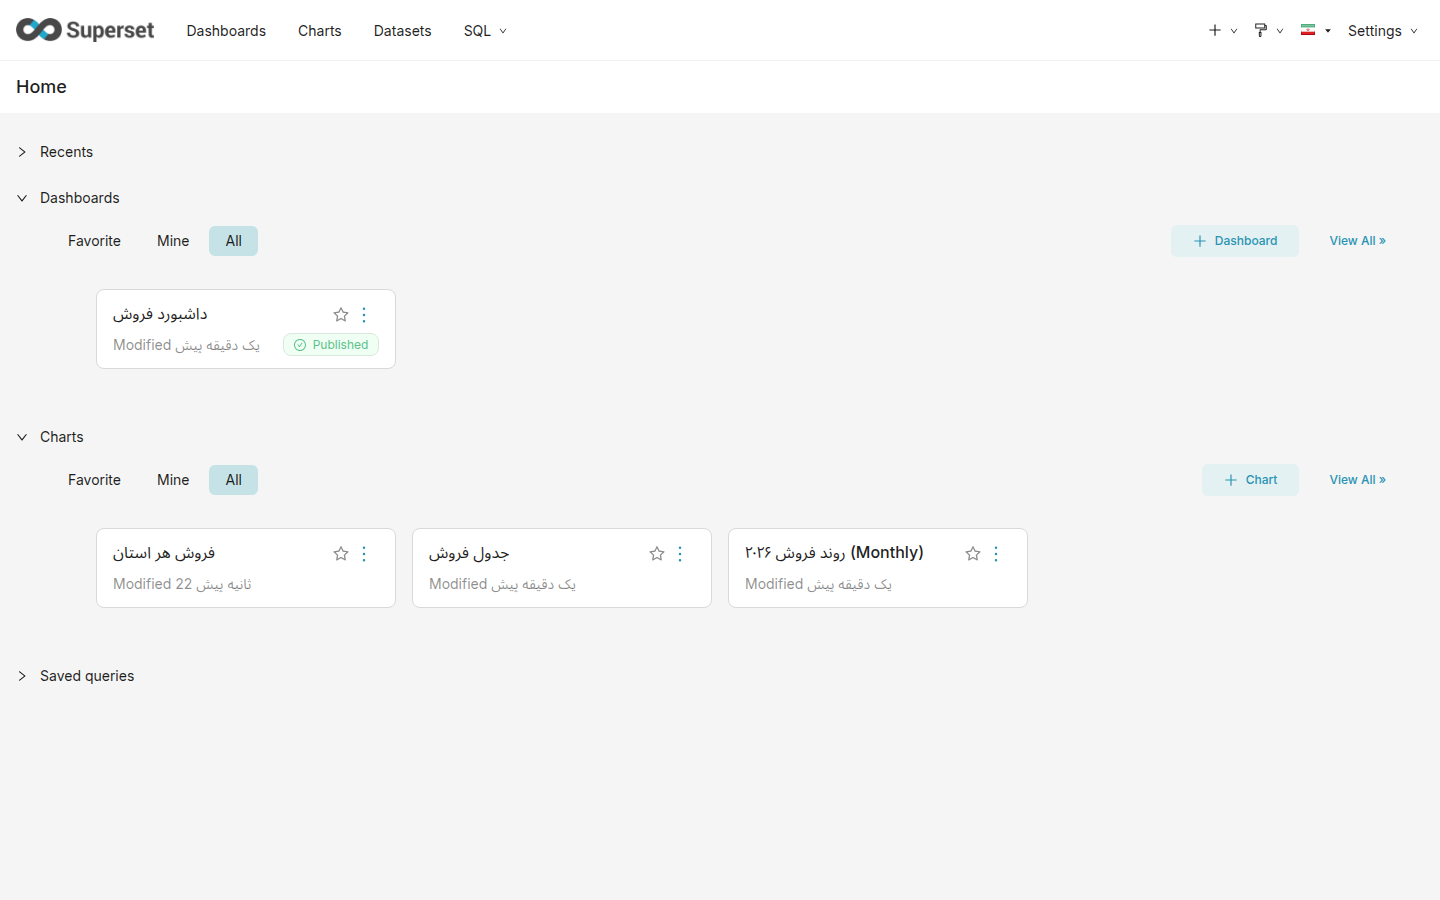 Superset Dashboards Charts Datasets SQL Settings
Home
Recents
Dashboards
Favorite Mine All Dashboard View All »
داشبورد فروش
Modified یک دقیقه پیش Published
Charts
Favorite Mine All Chart View All »
فروش هر استان
Modified 22 ثانیه پیش
جدول فروش
Modified یک دقیقه پیش
روند فروش ۲۰۲۶ (Monthly)
Modified یک دقیقه پیش
Saved queries